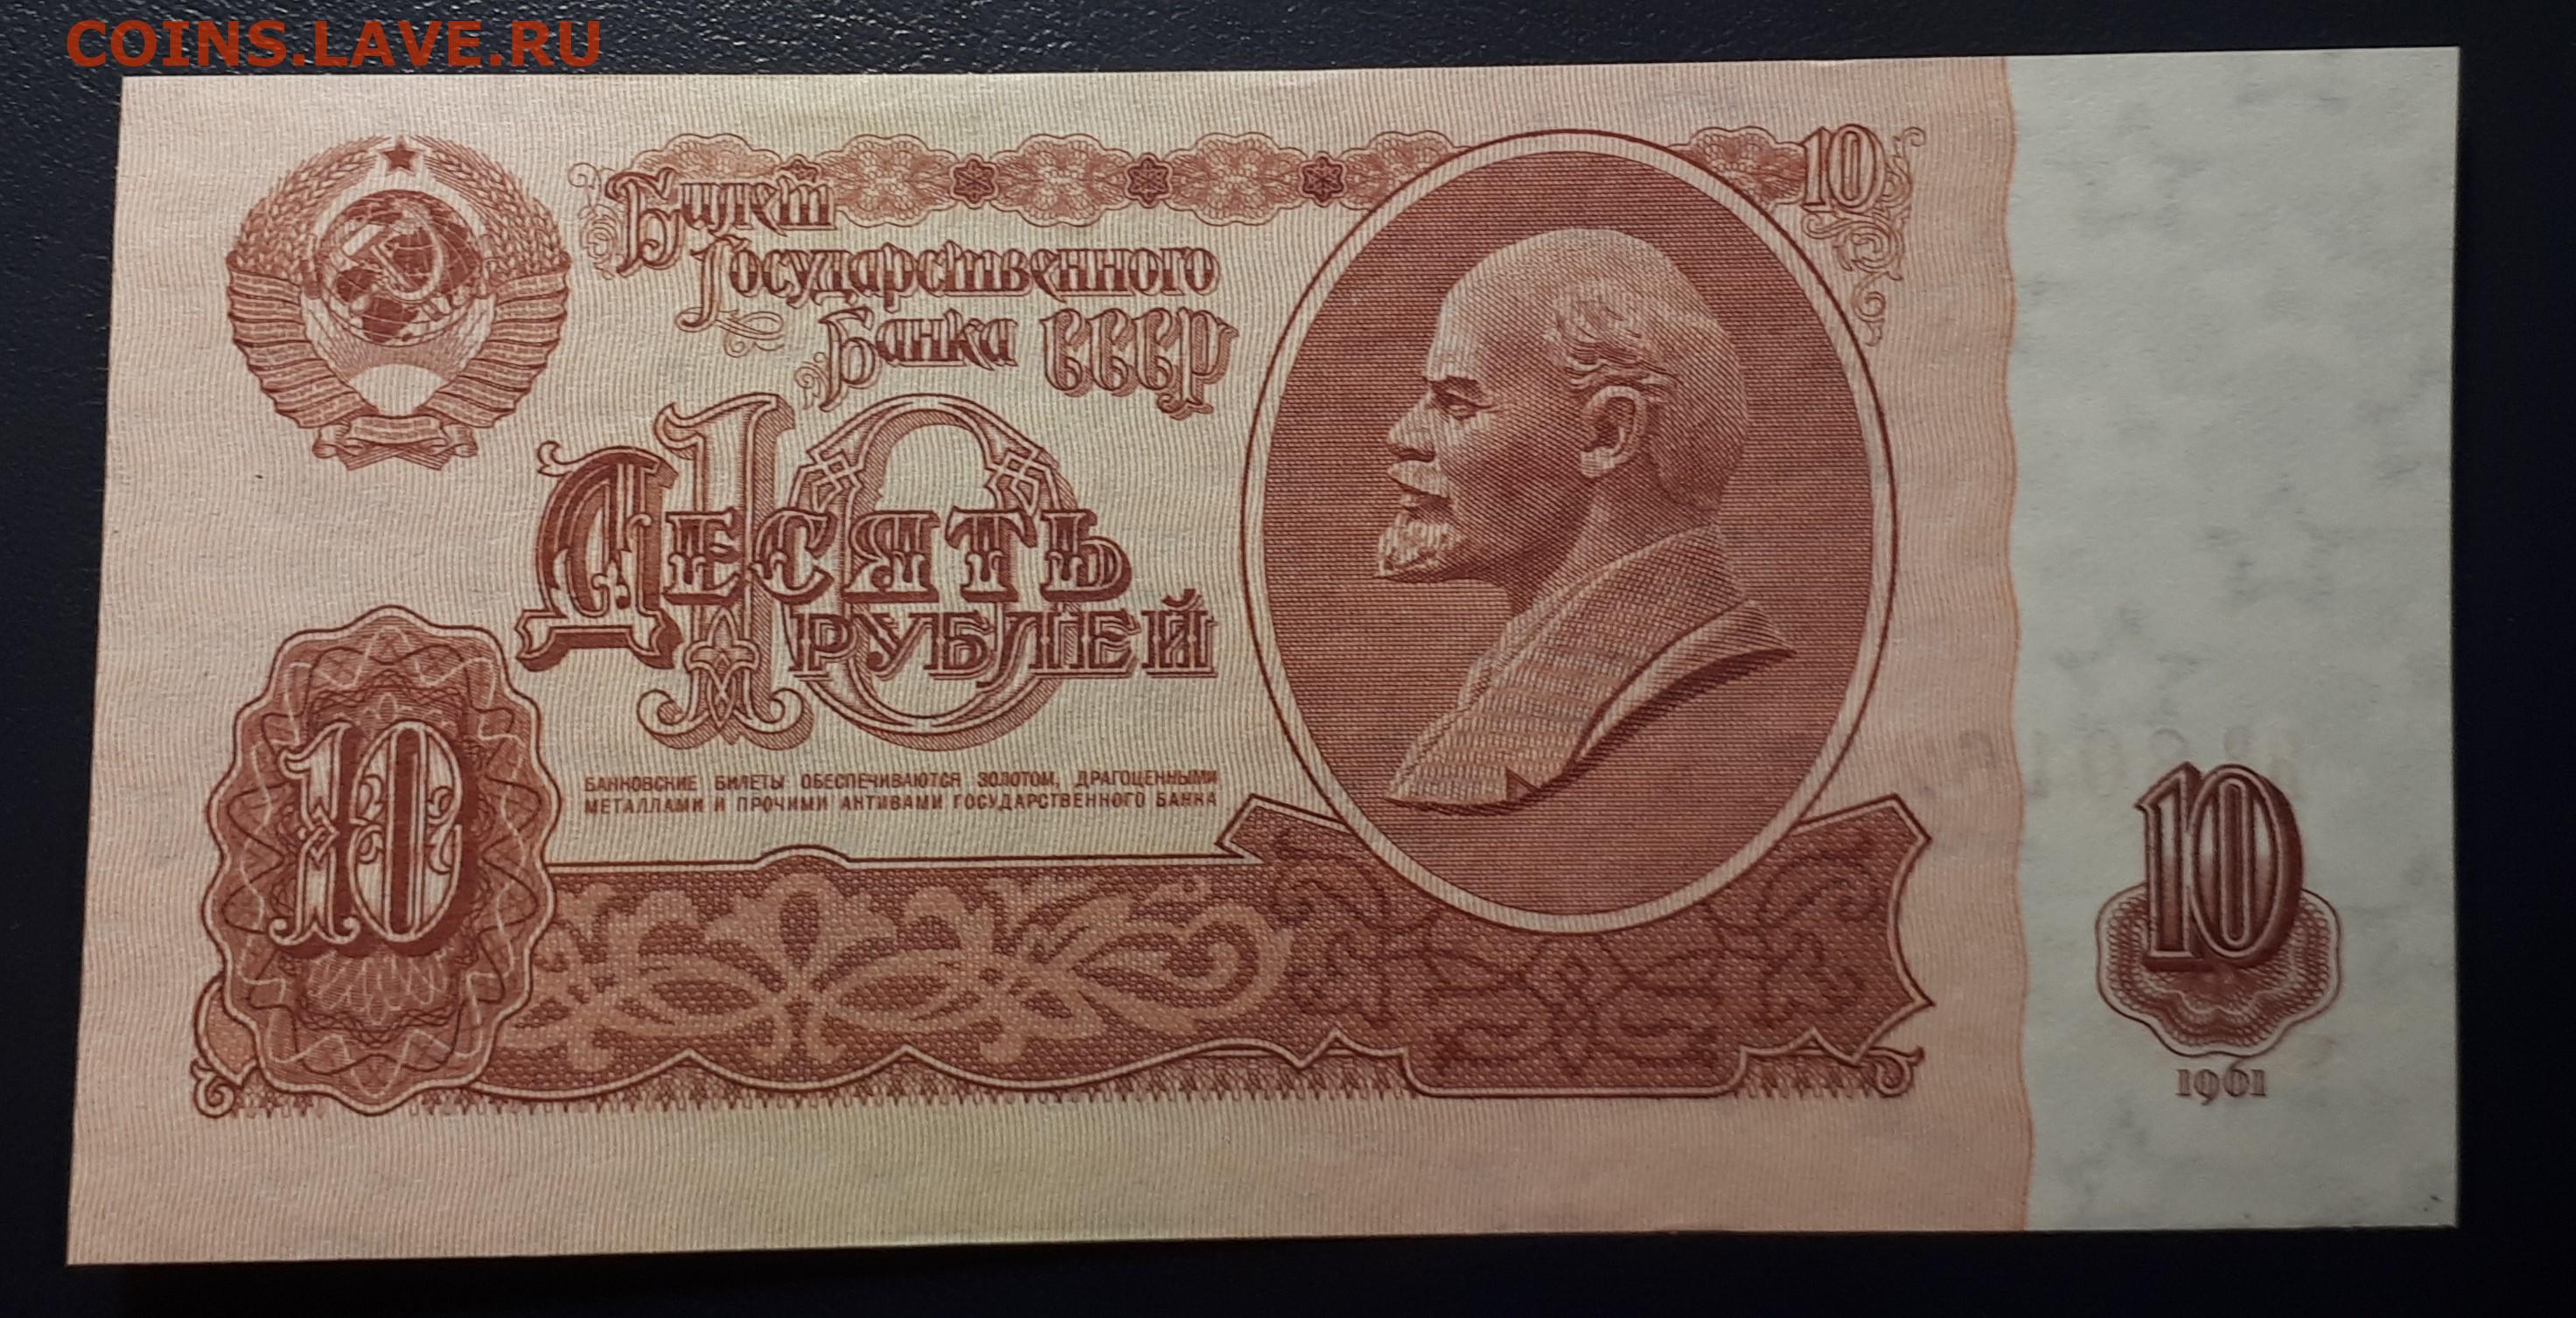 COINS.LAVE.RU
Билет
Государственного
Банка СССР
10
10
Десять
рублей
БАНКОВСКИЕ БИЛЕТЫ ОБЕСПЕЧИВАЮТСЯ ЗОЛОТОМ, ДРАГОЦЕННЫМИ
МЕТАЛЛАМИ И ПРОЧИМИ АКТИВАМИ ГОСУДАРСТВЕННОГО БАНКА
10
10
1961